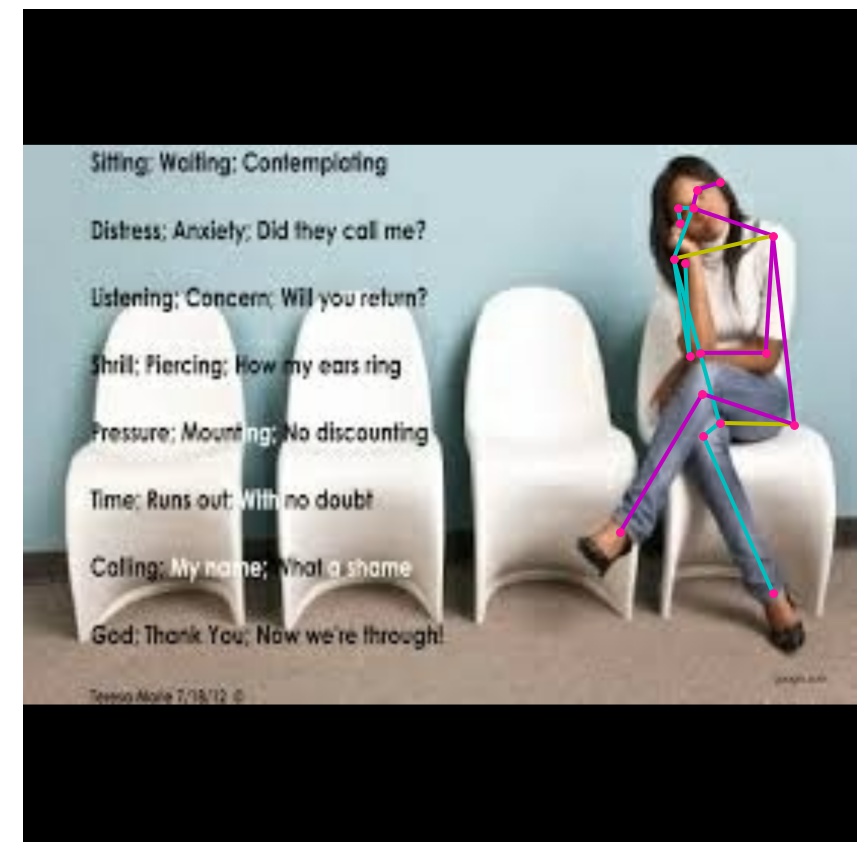 Sitting; Waiting; Contemplating
Distress; Anxiety; Did they call me?
Listening; Concern; Will you return?
Shrill; Piercing; How my ears ring
Pressure; Mounting; No discounting
Time; Runs out; With no doubt
Calling; My name; What a shame
God; Thank You; Now we're through!
Teresa Marie 7/18/12 ©